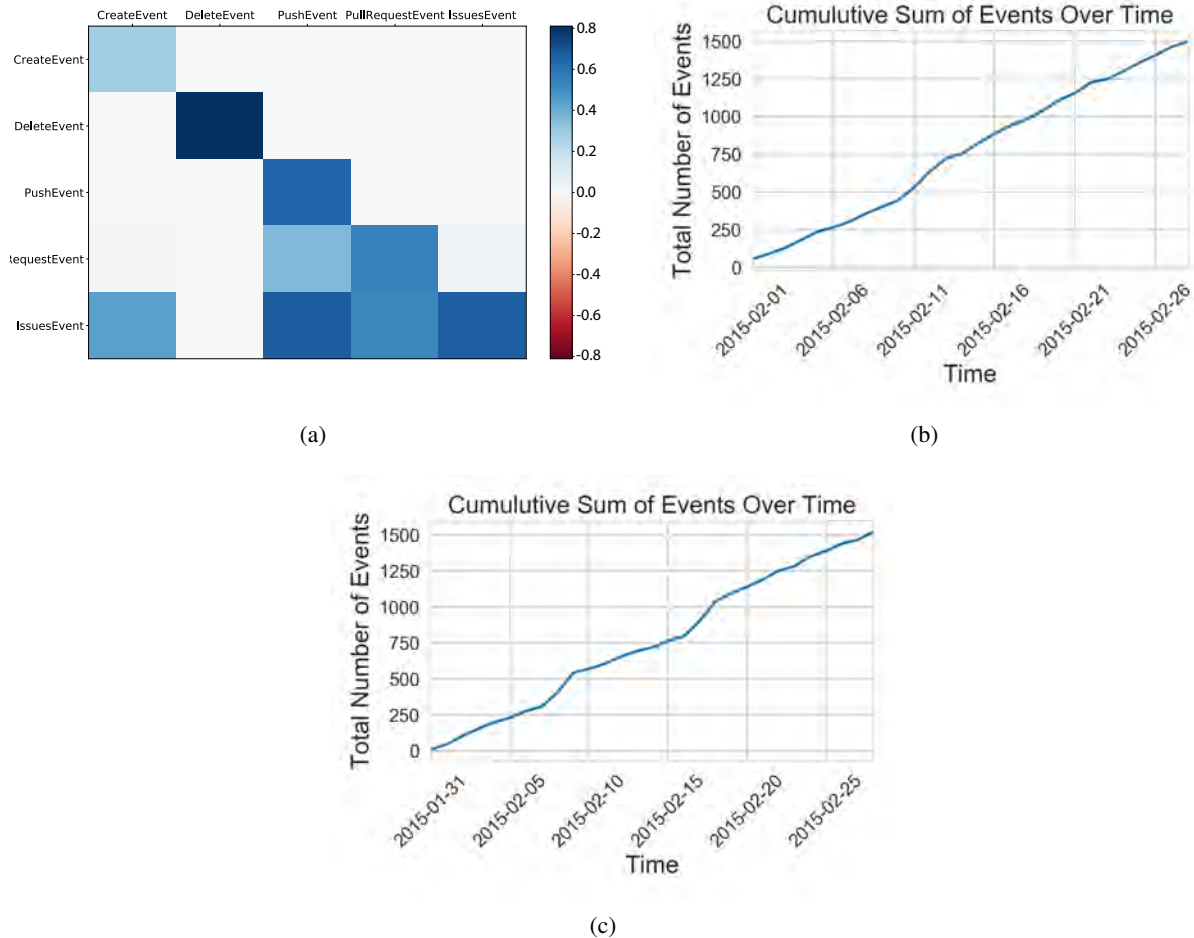 CreateEvent DeleteEvent PushEvent PullRequestEvent IssuesEvent
CreateEvent
DeleteEvent
PushEvent
RequestEvent
IssuesEvent
0.8
0.6
0.4
0.2
0.0
-0.2
-0.4
-0.6
-0.8
(a)
Cumulutive Sum of Events Over Time
Total Number of Events
1500
1250
1000
750
500
250
0
2015-02-01
2015-02-06
2015-02-11
2015-02-16
2015-02-21
2015-02-26
Time
(b)
Cumulutive Sum of Events Over Time
Total Number of Events
1500
1250
1000
750
500
250
0
2015-01-31
2015-02-05
2015-02-10
2015-02-15
2015-02-20
2015-02-25
Time
(c)